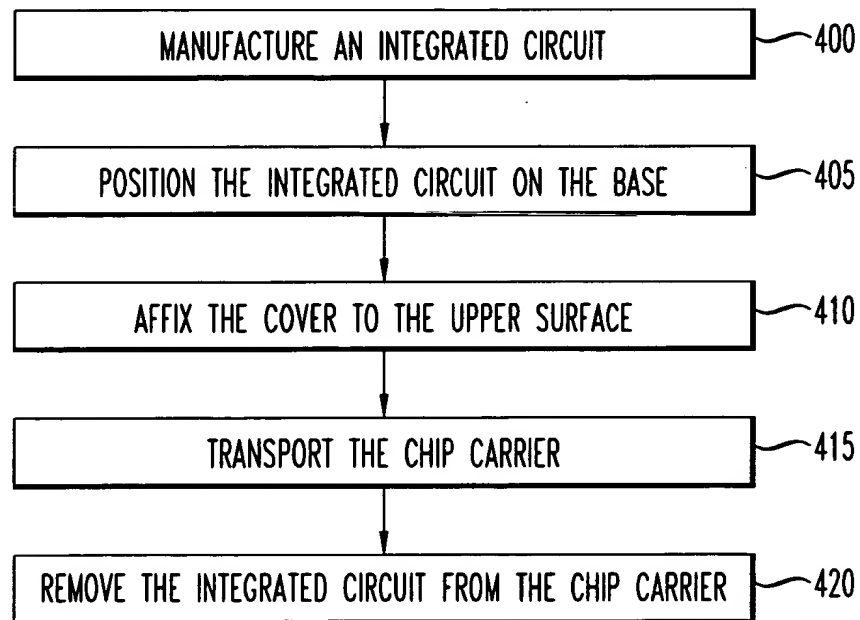 MANUFACTURE AN INTEGRATED CIRCUIT 400
POSITION THE INTEGRATED CIRCUIT ON THE BASE 405
AFFIX THE COVER TO THE UPPER SURFACE 410
TRANSPORT THE CHIP CARRIER 415
REMOVE THE INTEGRATED CIRCUIT FROM THE CHIP CARRIER 420